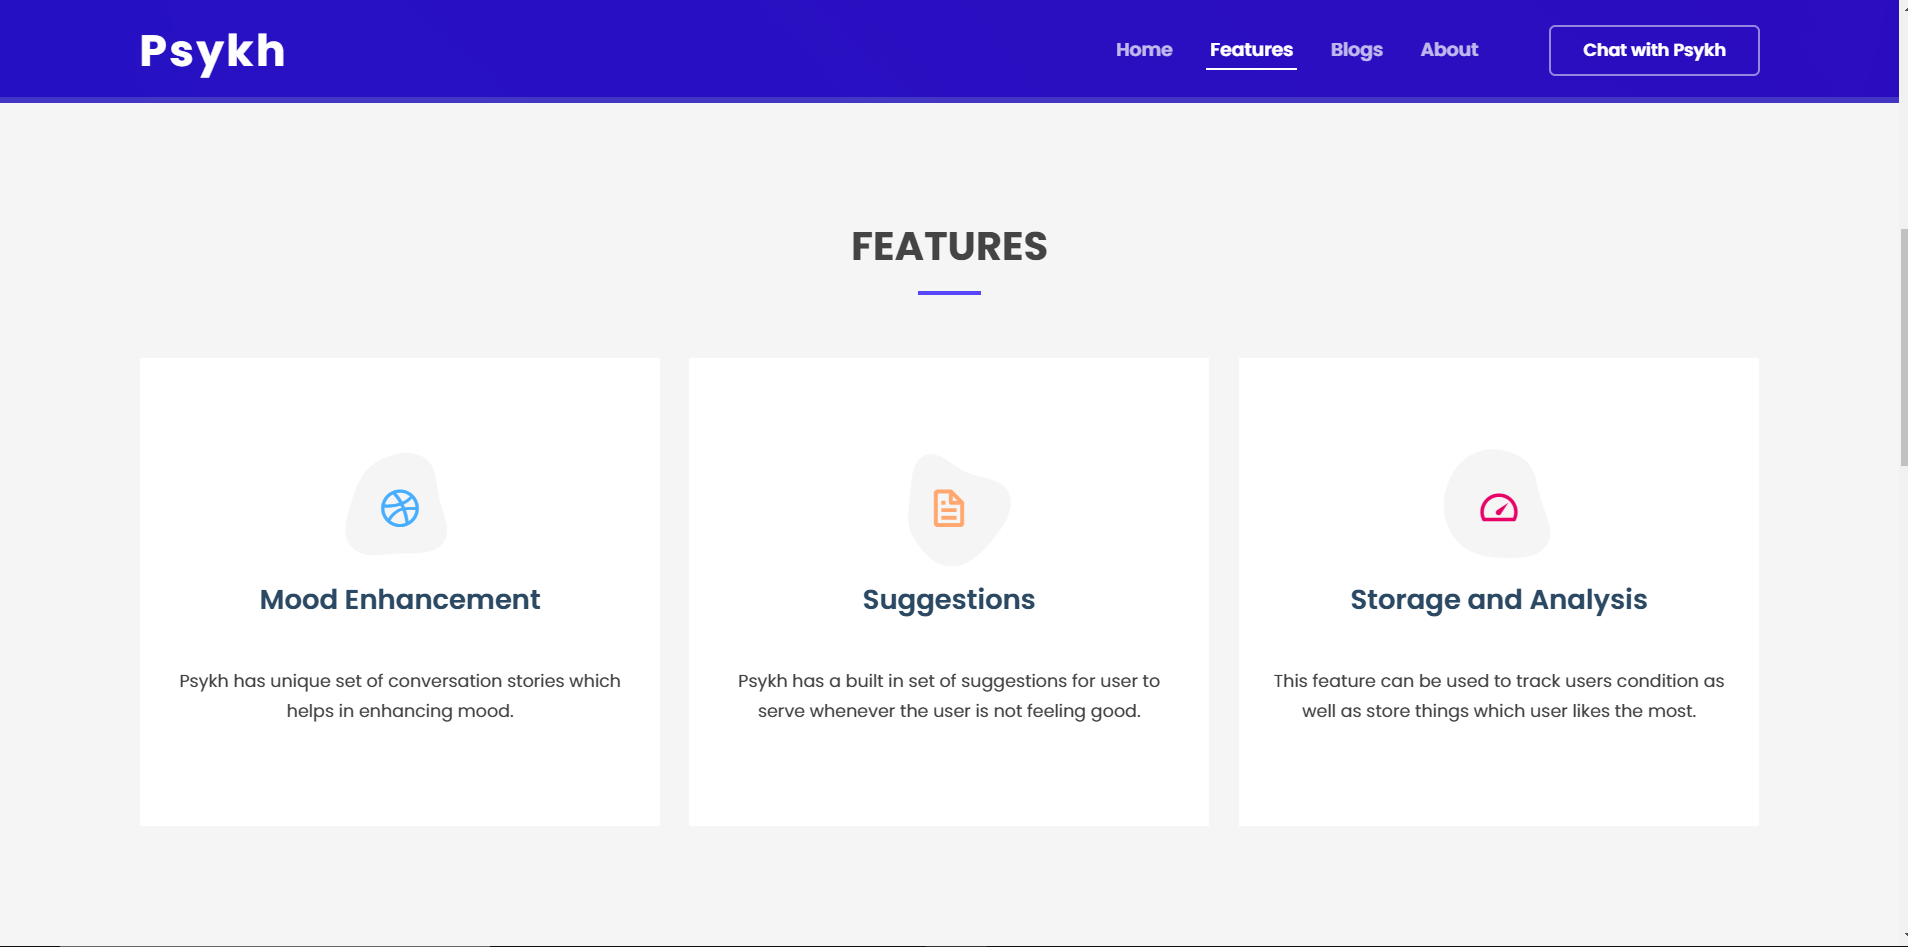 Psykh
Home Features Blogs About Chat with Psykh
FEATURES
Mood Enhancement
Psykh has unique set of conversation stories which
helps in enhancing mood.
Suggestions
Psykh has a built in set of suggestions for user to
serve whenever the user is not feeling good.
Storage and Analysis
This feature can be used to track users condition as
well as store things which user likes the most.